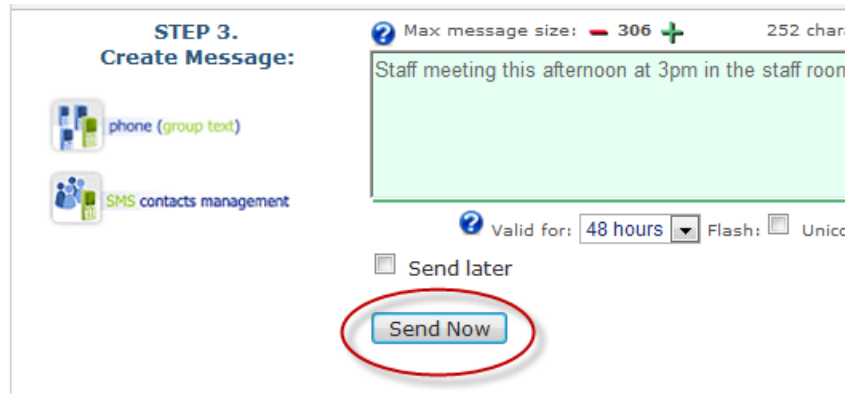 STEP 3.
Create Message:
phone (group text)
SMS contacts management
Max message size: 306
252 char
Staff meeting this afternoon at 3pm in the staff room
Valid for: 48 hours Flash: Unico
Send later
Send Now